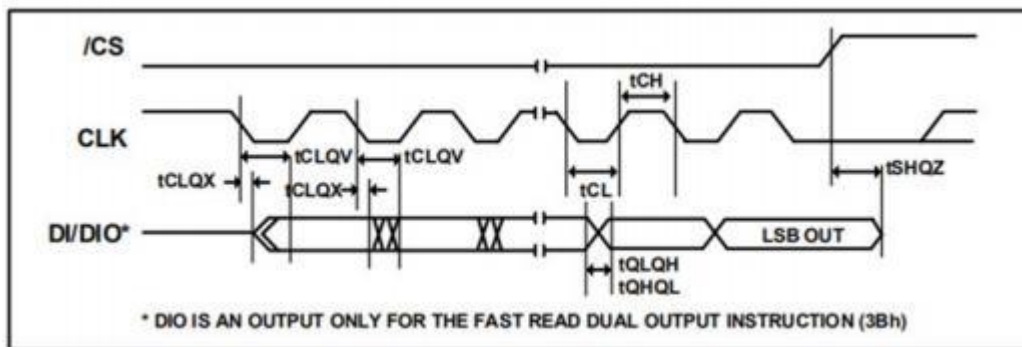 /CS
tCH
CLK
tCLQV
tCLQV
tSHQZ
tCLQX
tCLQX
tCL
DI/DIO*
LSB OUT
tQLQH
tQHQL
* DIO IS AN OUTPUT ONLY FOR THE FAST READ DUAL OUTPUT INSTRUCTION (3Bh)